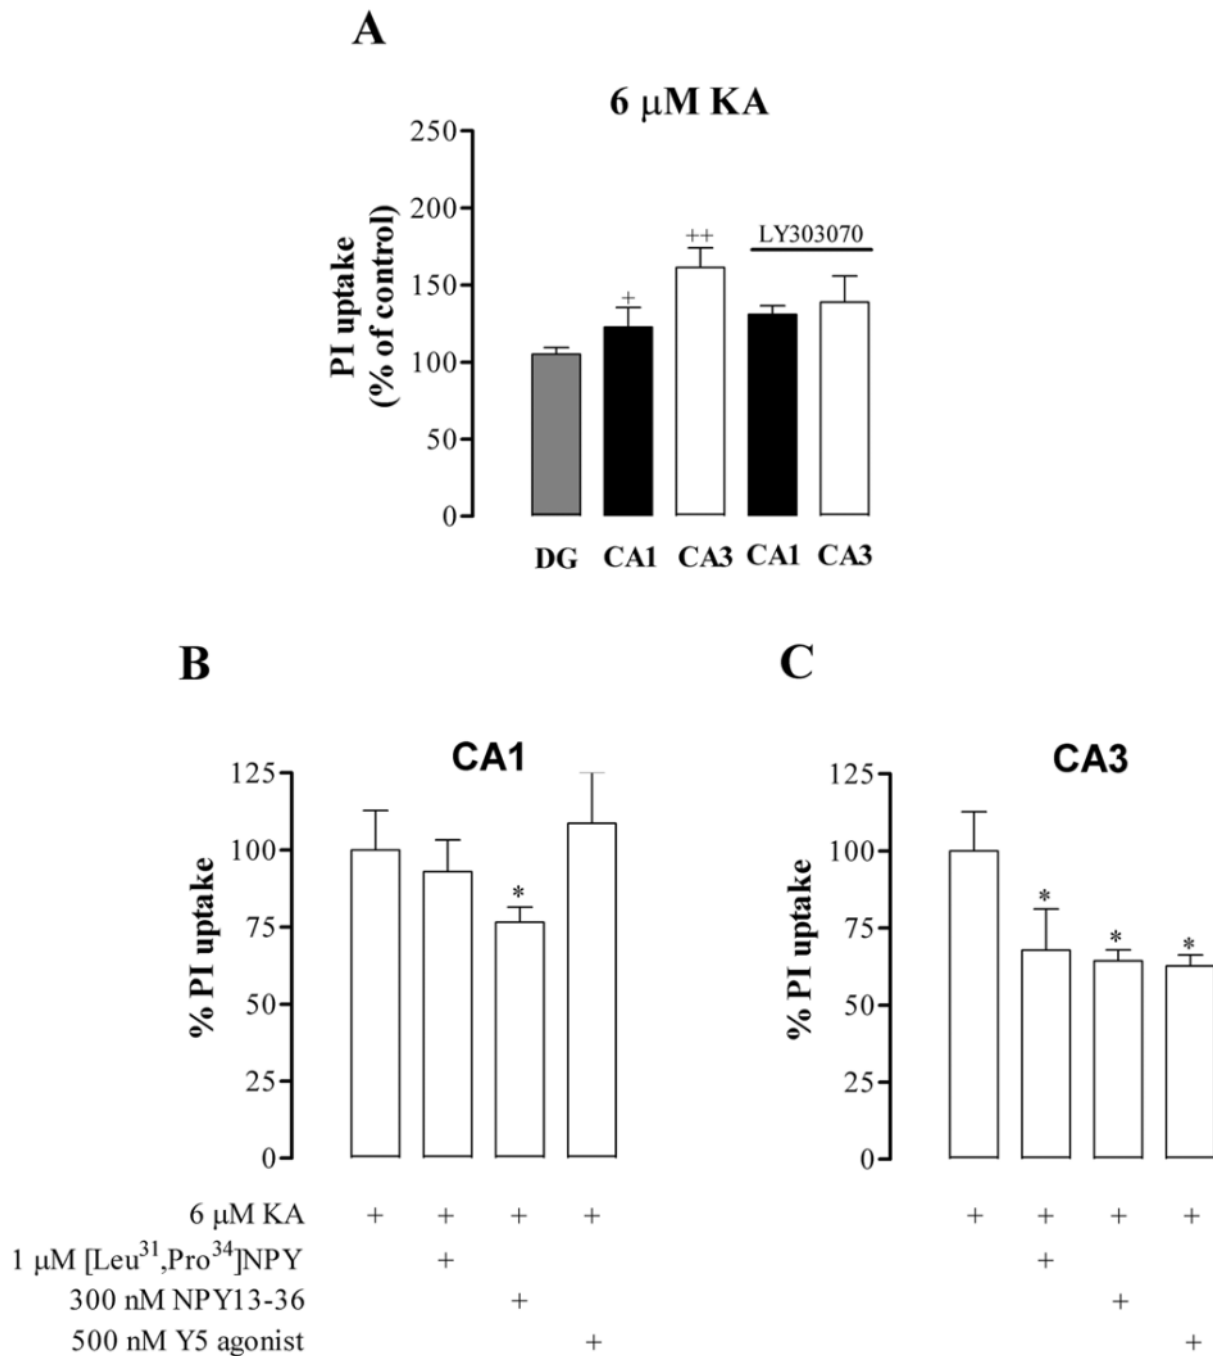 A
6 μM KA
250
200
150
100
50
0
PI uptake
(% of control)
+
++
LY303070
DG CA1 CA3 CA1 CA3
B
C
CA1
125
100
75
50
25
0
% PI uptake
*
CA3
125
100
75
50
25
0
% PI uptake
* * *
6 μM KA + + + + + + + +
1 μM [Leu31,Pro34]NPY + +
300 nM NPY13-36 + +
500 nM Y5 agonist + +